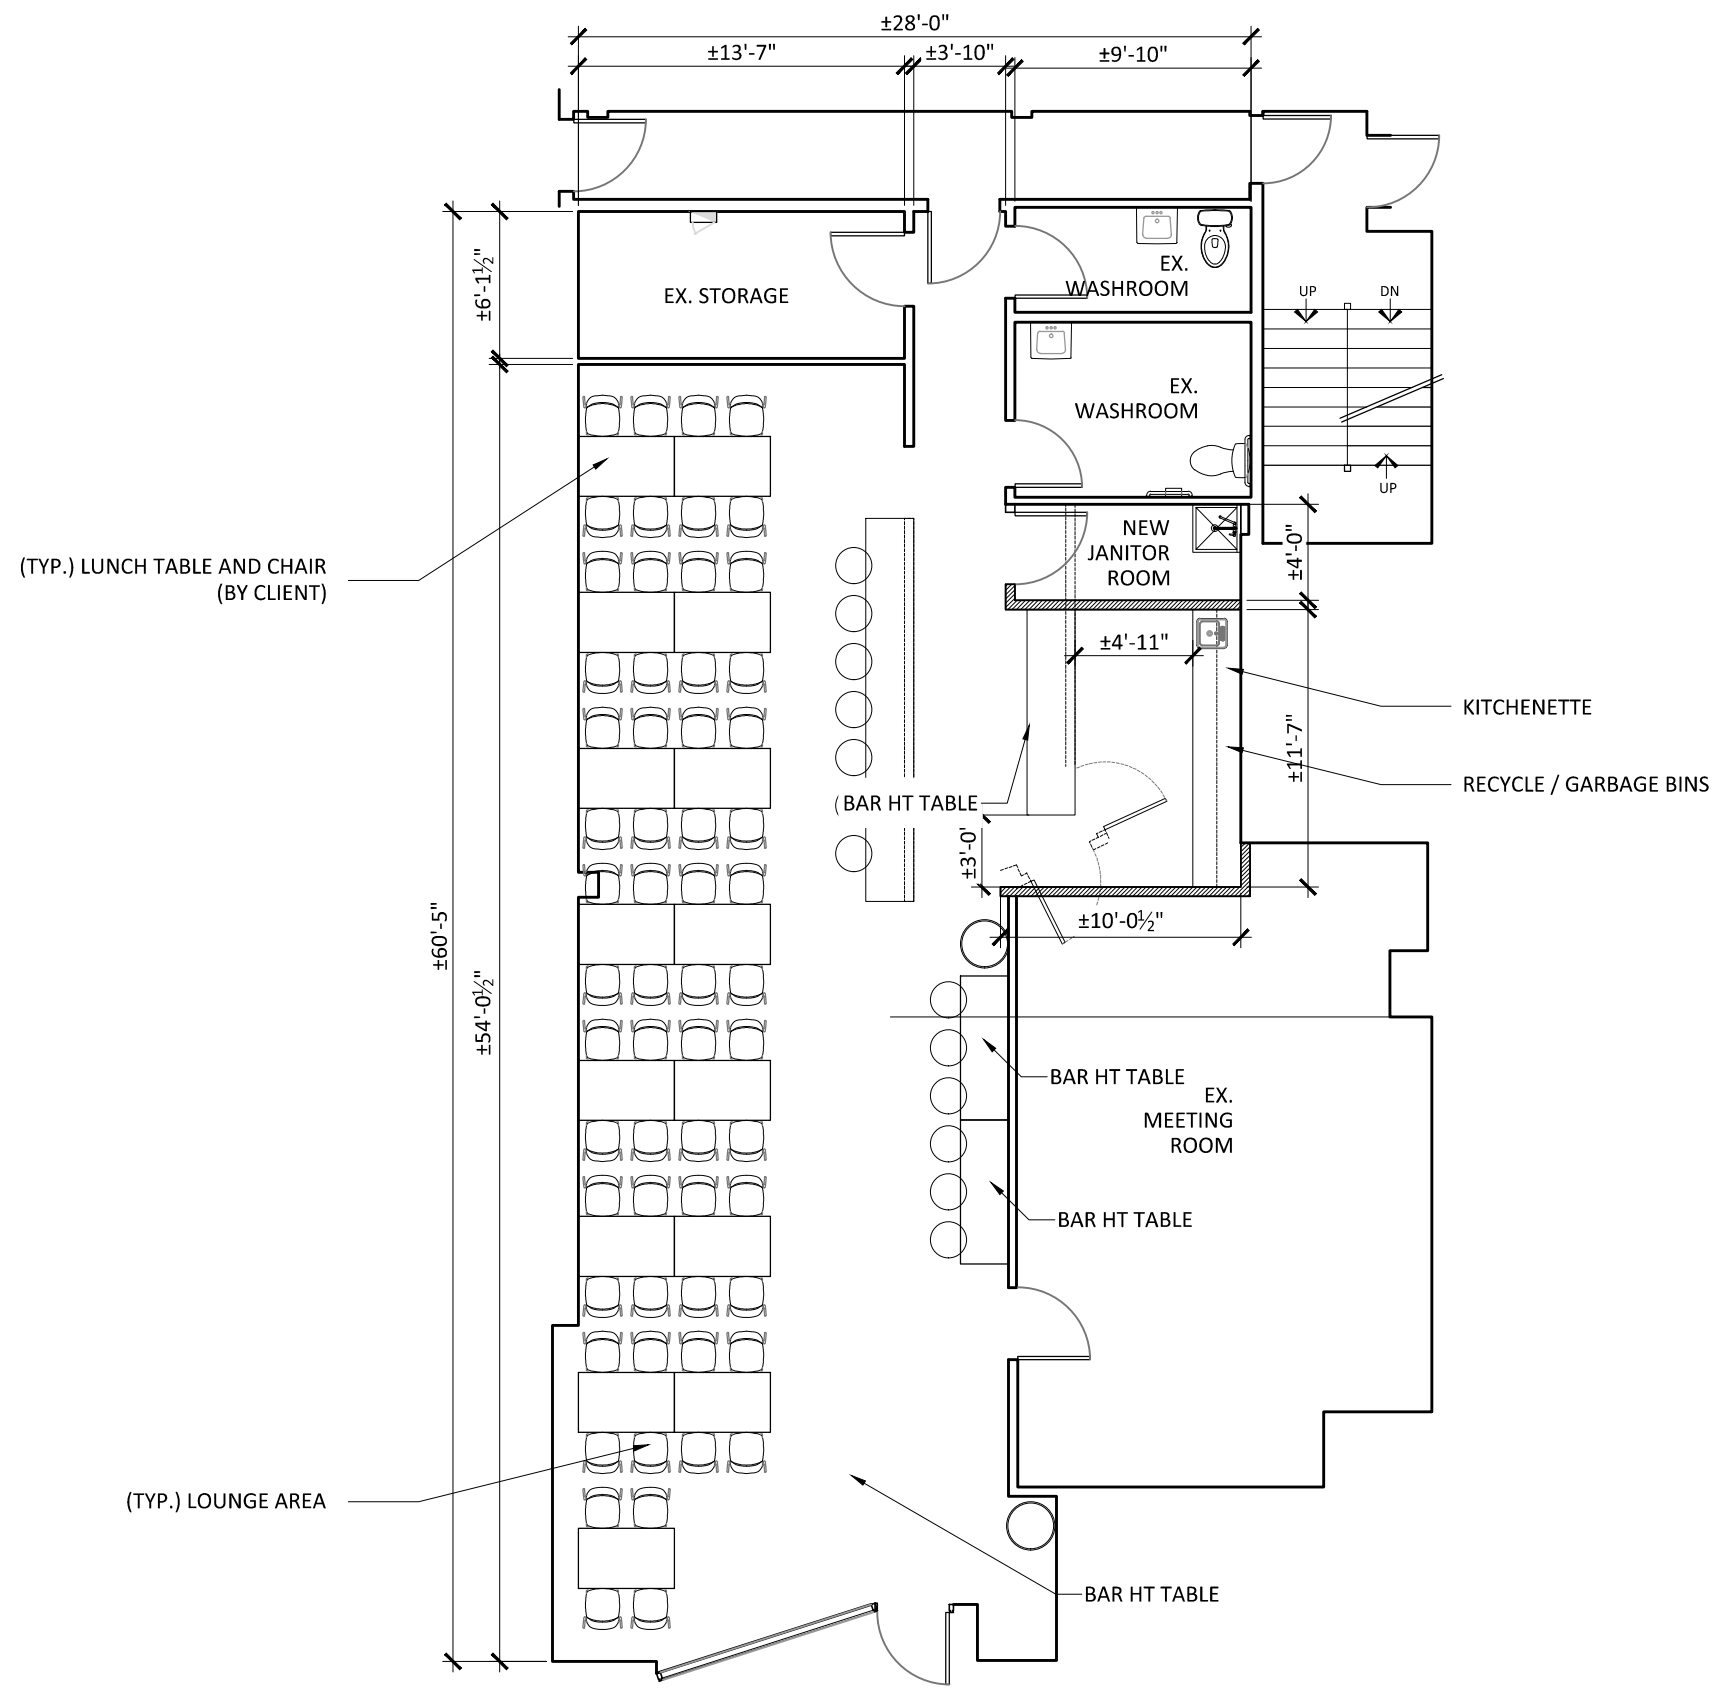 ±28'-0"
±13'-7"
±3'-10"
±9'-10"
±6'-1½"
EX. STORAGE
EX.
WASHROOM
UP
DN
EX.
WASHROOM
UP
(TYP.) LUNCH TABLE AND CHAIR
(BY CLIENT)
NEW
JANITOR
ROOM
±4'-0"
±4'-11"
KITCHENETTE
±11'-7"
RECYCLE / GARBAGE BINS
(BAR HT TABLE
±3'-0'
±10'-0½"
±60'-5"
±54'-0½"
BAR HT TABLE
EX.
MEETING
ROOM
BAR HT TABLE
(TYP.) LOUNGE AREA
BAR HT TABLE